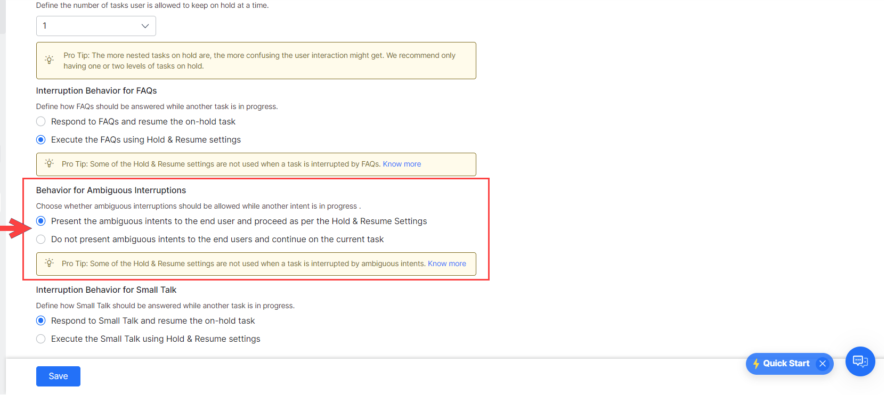 Define the number of tasks user is allowed to keep on hold at a time.
1
Pro Tip: The more nested tasks on hold are, the more confusing the user interaction might get. We recommend only
having one or two levels of tasks on hold.
Interruption Behavior for FAQs
Define how FAQs should be answered while another task is in progress.
Respond to FAQs and resume the on-hold task
Execute the FAQs using Hold & Resume settings
Pro Tip: Some of the Hold & Resume settings are not used when a task is interrupted by FAQs. Know more
Behavior for Ambiguous Interruptions
Choose whether ambiguous interruptions should be allowed while another intent is in progress .
Present the ambiguous intents to the end user and proceed as per the Hold & Resume Settings
Do not present ambiguous intents to the end users and continue on the current task
Pro Tip: Some of the Hold & Resume settings are not used when a task is interrupted by ambiguous intents. Know more
Interruption Behavior for Small Talk
Define how Small Talk should be answered while another task is in progress.
Respond to Small Talk and resume the on-hold task
Execute the Small Talk using Hold & Resume settings
Quick Start
Save